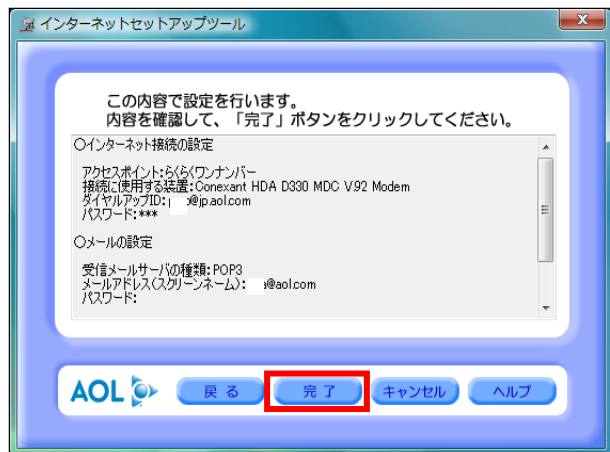 インターネットセットアップツール
この内容で設定を行います。
内容を確認して、「完了」ボタンをクリックしてください。
○インターネット接続の設定
アクセスポイント:らくらくワンナンバー
接続に使用する装置:Conexant HDA D330 MDC V.92 Modem
ダイヤルアップID: @jp.aol.com
パスワード:***
○メールの設定
受信メールサーバの種類:POP3
メールアドレス(スクリーンネーム): @aol.com
パスワード:
AOL 戻る 完了 キャンセル ヘルプ